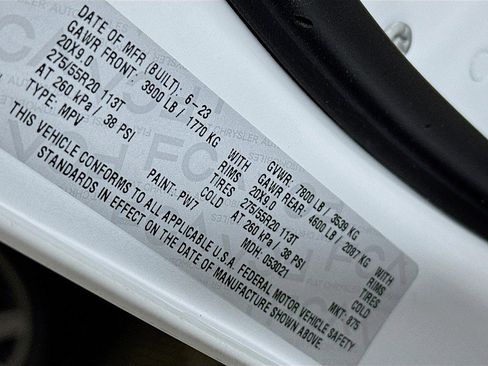 DATE OF MFR (BUILT): 6-23 GVWR: 7800 LB / 3539 KG
GAWR FRONT: 3900 LB / 1770 KG WITH GAWR REAR: 4600 LB / 2087 KG WITH
20X9.0 RIMS 20X9.0 RIMS
275/55R20 113T TIRES 275/55R20 113T TIRES
AT 260 kPa / 38 PSI COLD AT 260 kPa / 38 PSI COLD
TYPE: MPV PAINT: PW7 MDH: 053021 MKT: 875
THIS VEHICLE CONFORMS TO ALL APPLICABLE U.S.A. FEDERAL MOTOR VEHICLE SAFETY
STANDARDS IN EFFECT ON THE DATE OF MANUFACTURE SHOWN ABOVE.